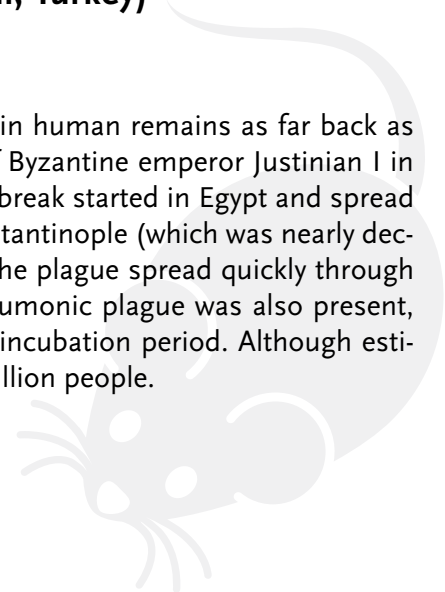 Turkey)
in human remains as far back as
Byzantine emperor Justinian I in
break started in Egypt and spread
tantinople (which was nearly dec-
he plague spread quickly through
umonic plague was also present,
incubation period. Although esti-
llion people.